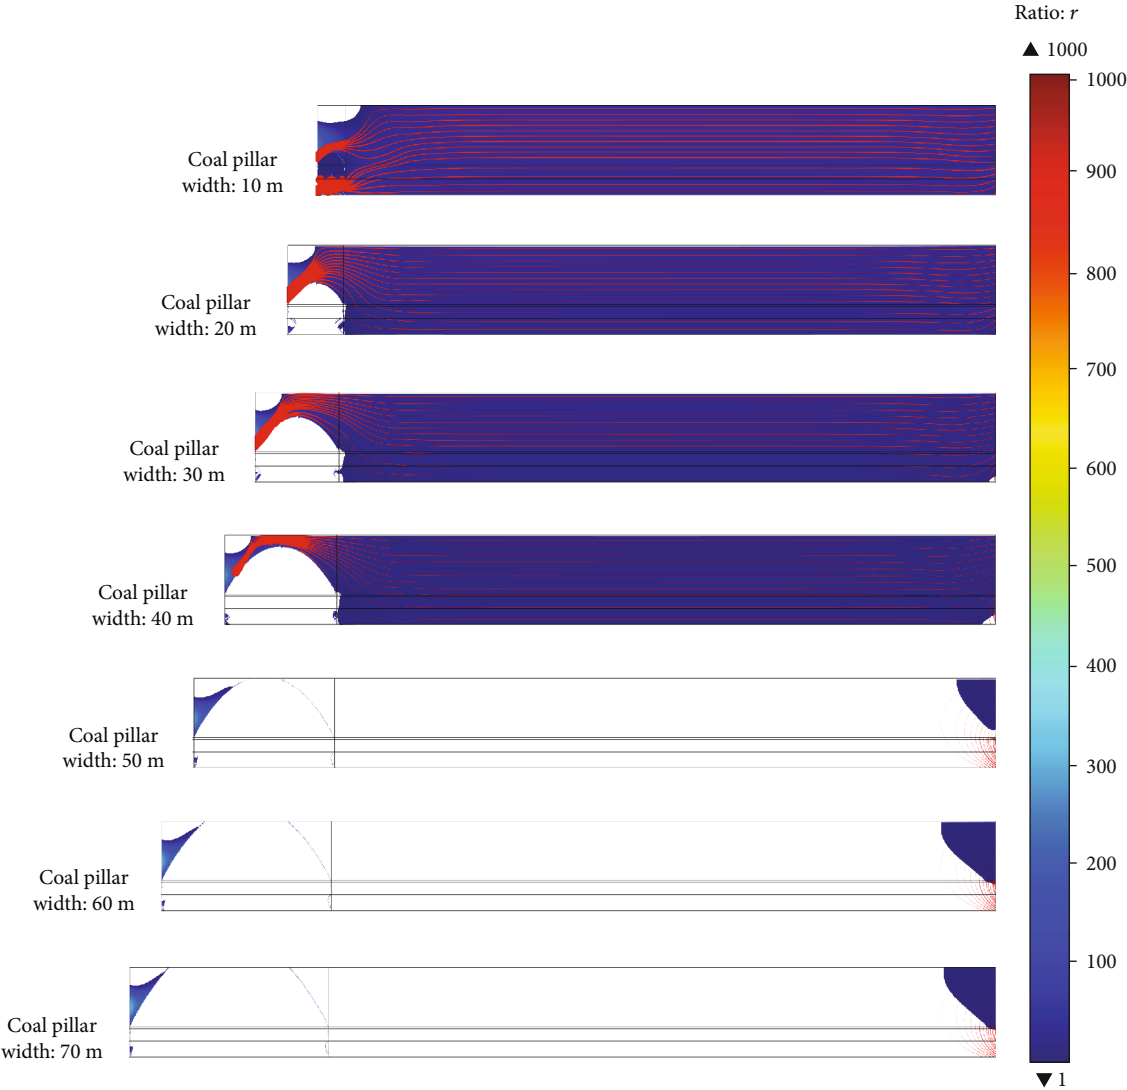 Ratio: r
▲ 1000
1000
900
800
700
600
500
400
300
200
100
▼ 1
Coal pillar
width: 10 m
Coal pillar
width: 20 m
Coal pillar
width: 30 m
Coal pillar
width: 40 m
Coal pillar
width: 50 m
Coal pillar
width: 60 m
Coal pillar
width: 70 m